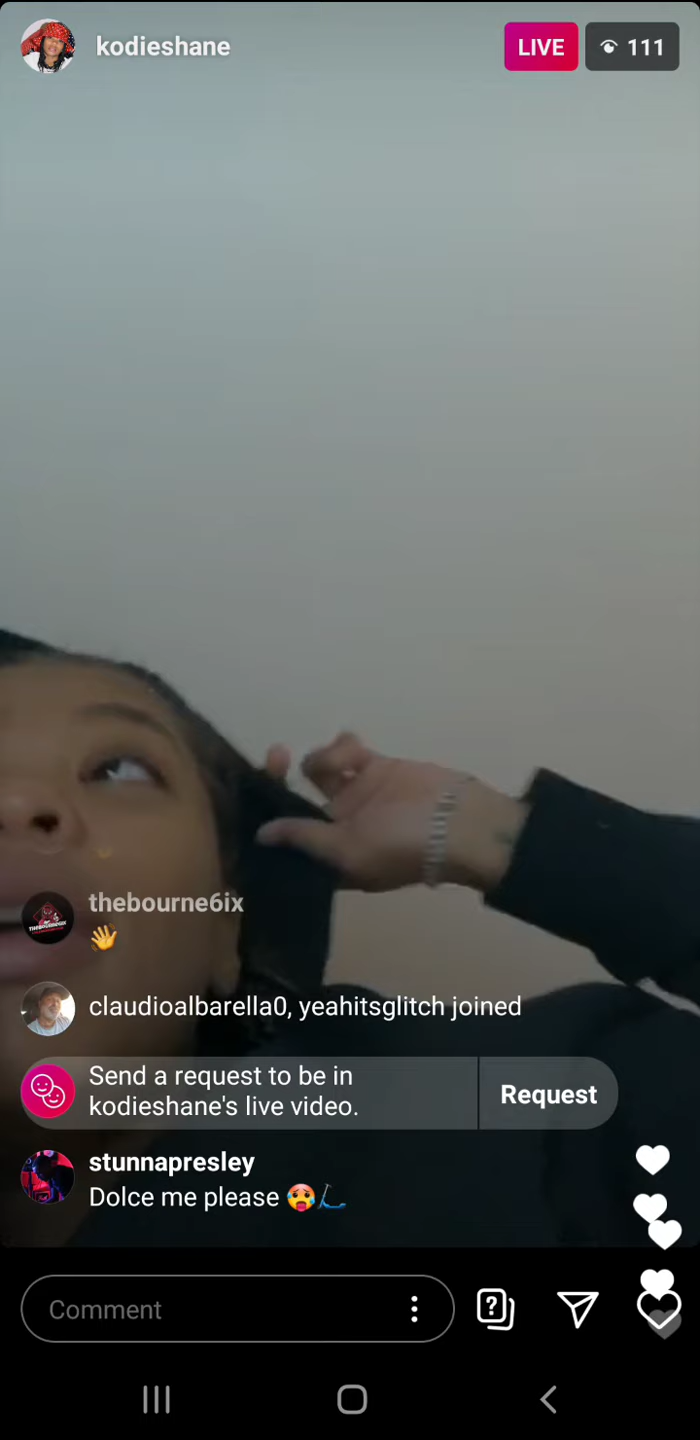 kodieshane
LIVE
111
thebourne6ix
👋
claudioalbarella0, yeahitsglitch joined
Send a request to be in
kodieshane's live video.
Request
stunnapresley
Dolce me please 🥵🛴
Comment